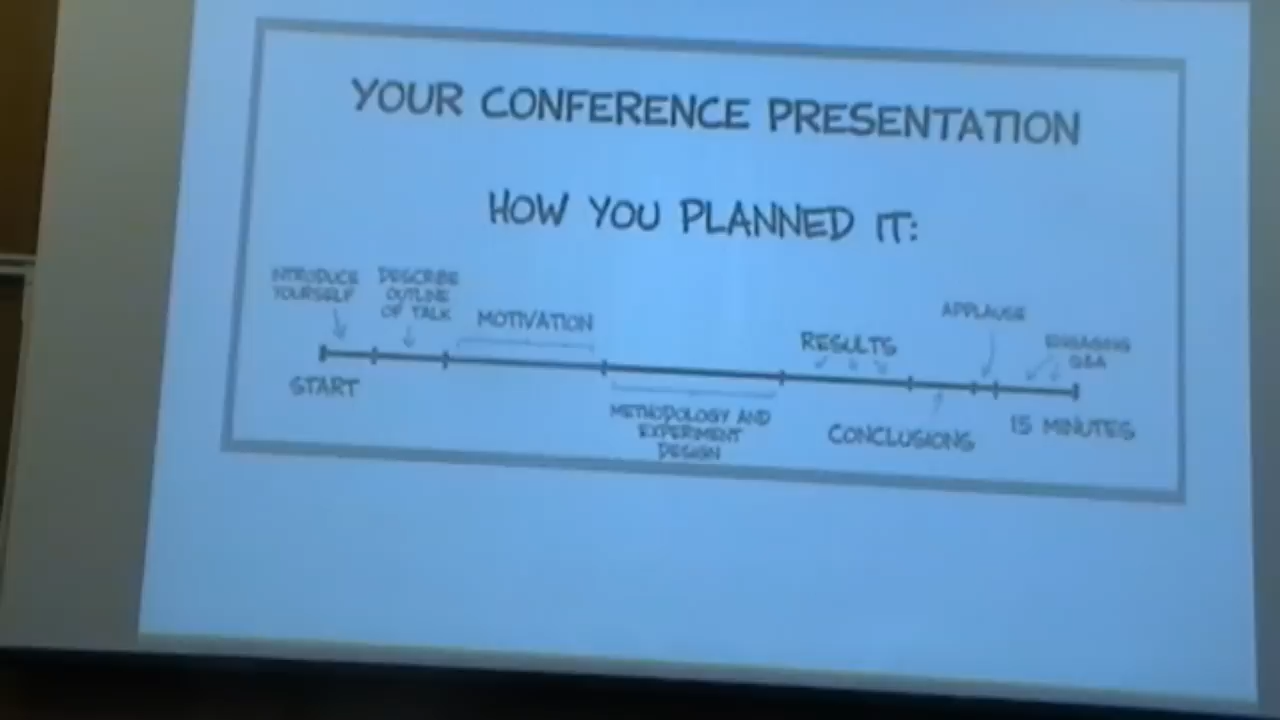 YOUR CONFERENCE PRESENTATION
HOW YOU PLANNED IT:
INTRODUCE
YOURSELF
DESCRIBE
OUTLINE
OF TALK
MOTIVATION
RESULTS
APPLAUSE
ENGAGING
Q&A
START
METHODOLOGY AND
EXPERIMENT
DESIGN
CONCLUSIONS
15 MINUTES